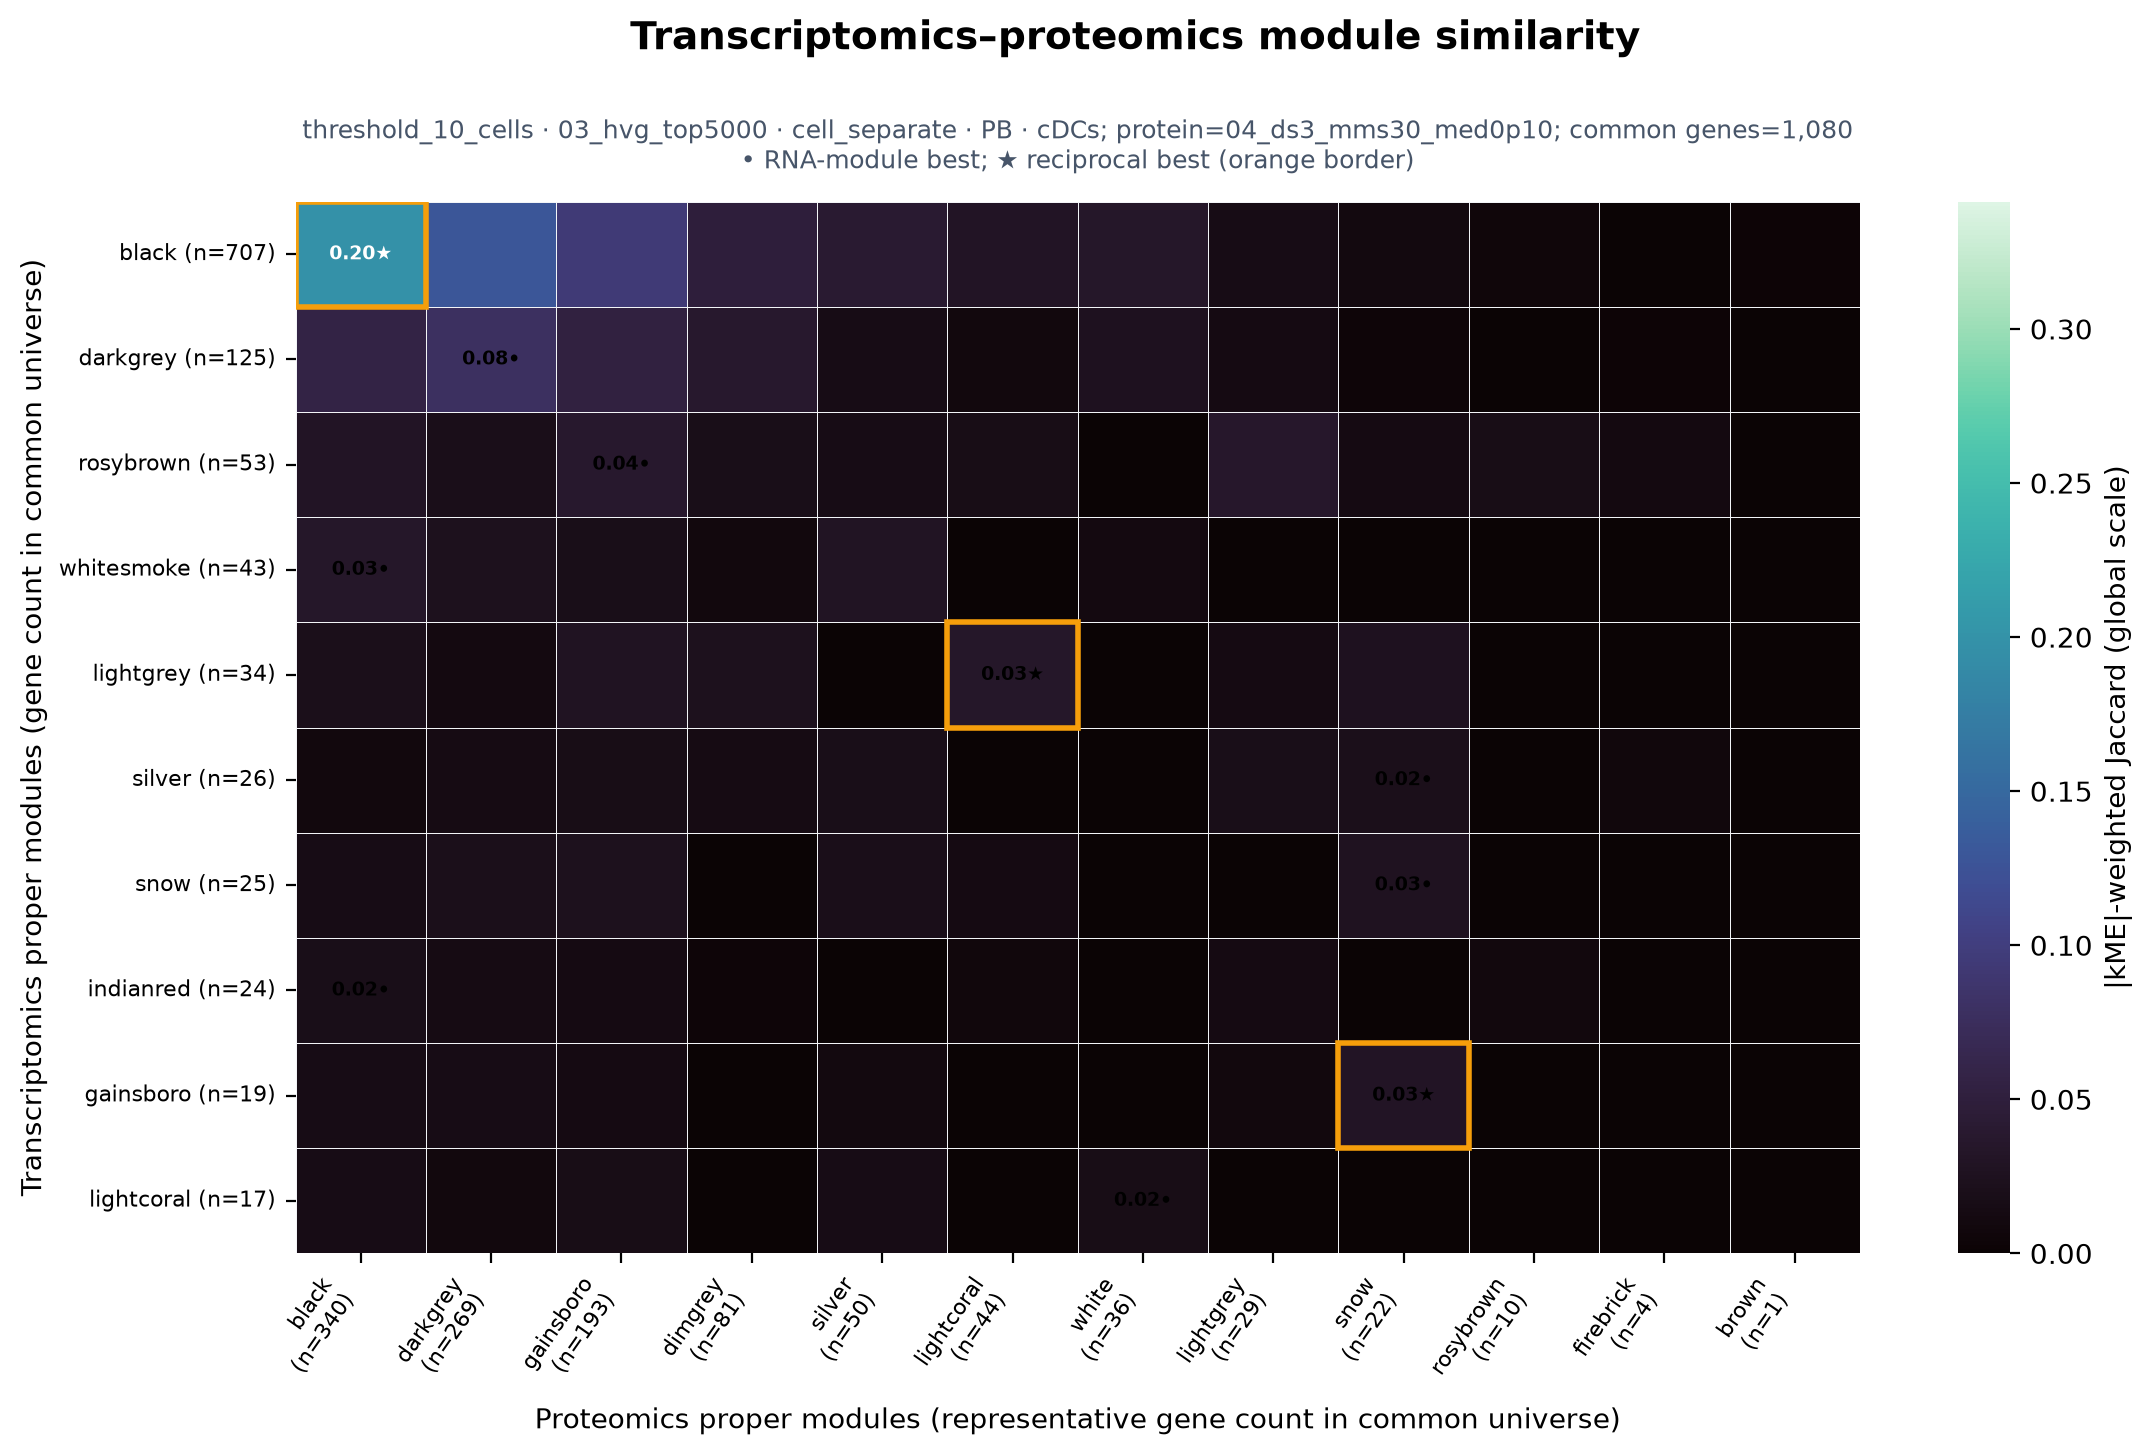 Transcriptomics–proteomics module similarity
threshold_10_cells · 03_hvg_top5000 · cell_separate · PB · cDCs; protein=04_ds3_mms30_med0p10; common genes=1,080
• RNA-module best; ★ reciprocal best (orange border)
Transcriptomics proper modules (gene count in common universe)
black (n=707)
0.20★
darkgrey (n=125)
0.08•
rosybrown (n=53)
0.04•
whitesmoke (n=43)
0.03•
lightgrey (n=34)
0.03★
silver (n=26)
0.02•
snow (n=25)
0.03•
indianred (n=24)
0.02•
gainsboro (n=19)
0.03★
lightcoral (n=17)
0.02•
black
(n=340)
darkgrey
(n=269)
gainsboro
(n=193)
dimgrey
(n=81)
silver
(n=50)
lightcoral
(n=44)
white
(n=36)
lightgrey
(n=29)
snow
(n=22)
rosybrown
(n=10)
firebrick
(n=4)
brown
(n=1)
Proteomics proper modules (representative gene count in common universe)
0.30
0.25
0.20
0.15
0.10
0.05
0.00
|kME|-weighted Jaccard (global scale)